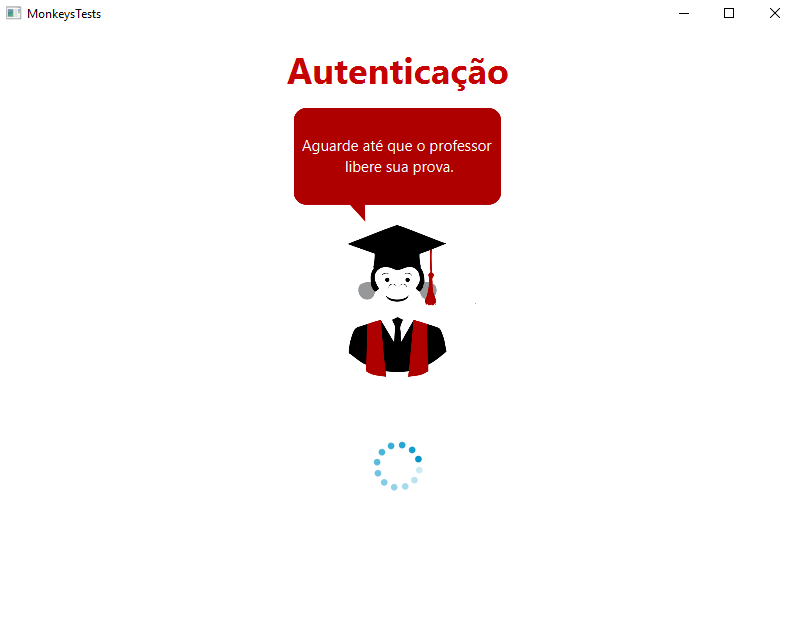 MonkeysTests
Autenticação
Aguarde até que o professor
libere sua prova.